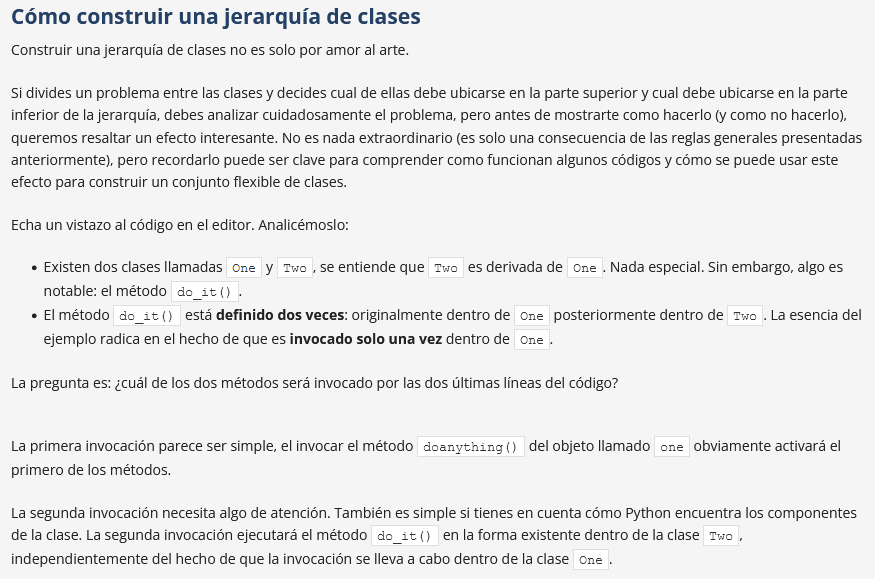 Cómo construir una jerarquía de clases
Construir una jerarquía de clases no es solo por amor al arte.
Si divides un problema entre las clases y decides cual de ellas debe ubicarse en la parte superior y cual debe ubicarse en la parte
inferior de la jerarquía, debes analizar cuidadosamente el problema, pero antes de mostrarte como hacerlo (y como no hacerlo),
queremos resaltar un efecto interesante. No es nada extraordinario (es solo una consecuencia de las reglas generales presentadas
anteriormente), pero recordarlo puede ser clave para comprender como funcionan algunos códigos y cómo se puede usar este
efecto para construir un conjunto flexible de clases.
Echa un vistazo al código en el editor. Analicémoslo:
• Existen dos clases llamadas One y Two, se entiende que Two es derivada de One. Nada especial. Sin embargo, algo es
notable: el método do_it().
• El método do_it() está definido dos veces: originalmente dentro de One posteriormente dentro de Two. La esencia del
ejemplo radica en el hecho de que es invocado solo una vez dentro de One.
La pregunta es: ¿cuál de los dos métodos será invocado por las dos últimas líneas del código?
La primera invocación parece ser simple, el invocar el método doanything() del objeto llamado one obviamente activará el
primero de los métodos.
La segunda invocación necesita algo de atención. También es simple si tienes en cuenta cómo Python encuentra los componentes
de la clase. La segunda invocación ejecutará el método do_it() en la forma existente dentro de la clase Two,
independientemente del hecho de que la invocación se lleva a cabo dentro de la clase One.